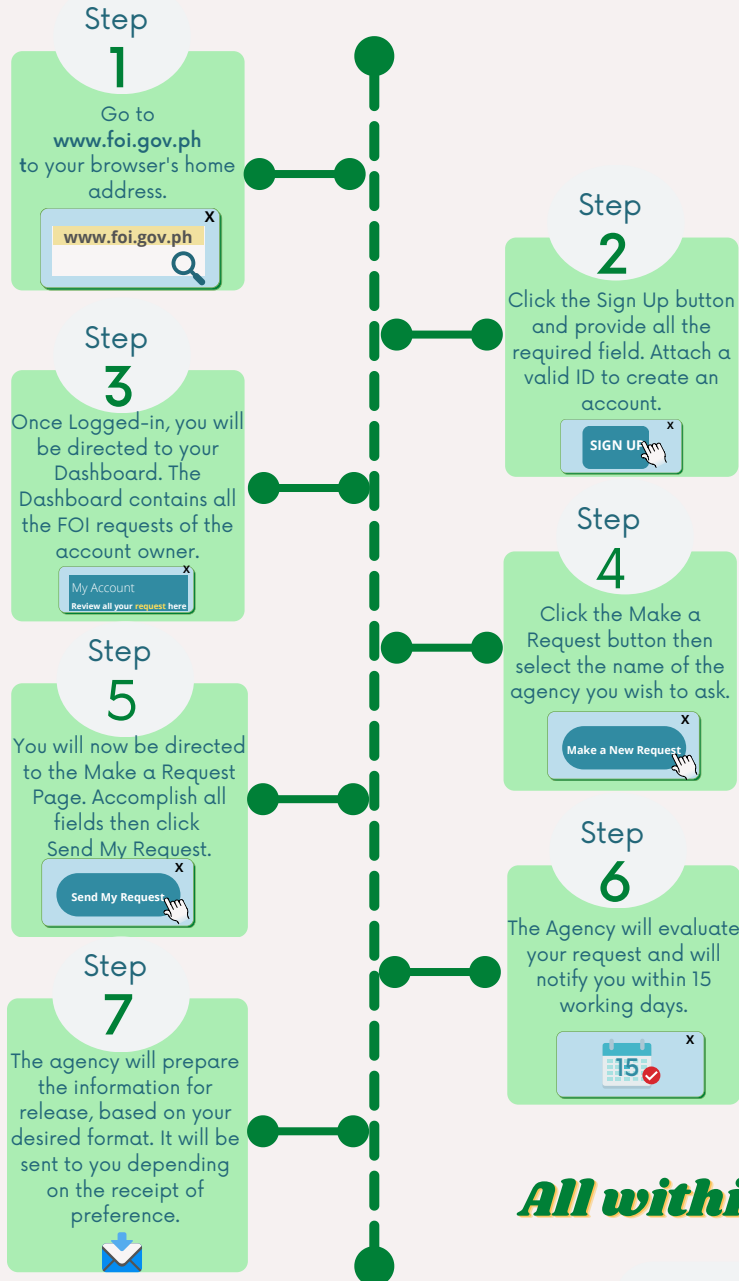 Step
1
Go to
www.foi.gov.ph
to your browser's home
address.
X
www.foi.gov.ph
Step
2
Click the Sign Up button
and provide all the
required field. Attach a
valid ID to create an
account.
X
SIGN UP
Step
3
Once Logged-in, you will
be directed to your
Dashboard. The
Dashboard contains all
the FOI requests of the
account owner.
X
My Account
Review all your request here
Step
4
Click the Make a
Request button then
select the name of the
agency you wish to ask.
X
Make a New Request
Step
5
You will now be directed
to the Make a Request
Page. Accomplish all
fields then click
Send My Request.
X
Send My Request
Step
6
The Agency will evaluate
your request and will
notify you within 15
working days.
X
15
Step
7
The agency will prepare
the information for
release, based on your
desired format. It will be
sent to you depending
on the receipt of
preference.
All withi